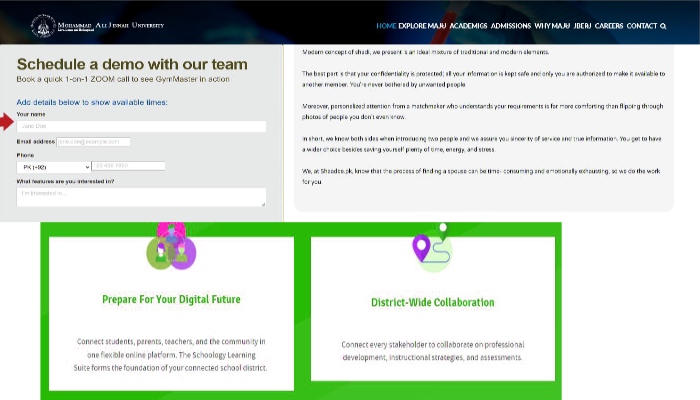 MOHAMMAD ALI JINNAH UNIVERSITY
HOME EXPLORE MAJU ACADEMICS ADMISSIONS WHY MAJU JBERJ CAREERS CONTACT
Schedule a demo with our team
Book a quick 1-on-1 ZOOM call to see GymMaster in action
Add details below to show available times:
Your name
Jane Doe
Email address jane.doe@example.com
Phone
PK (+92)
What features are you interested in?
I'm interested in...
Modern concept of shadi, we present is an ideal mixture of traditional and modern elements.
The best part is that your confidentiality is protected; all your information is kept safe and only you are authorized to make it available to
another member. You're never bothered by unwanted people.
Moreover, personalized attention from a matchmaker who understands your requirements is far more comforting than flipping through
photos of people you don't even know.
In short, we know both sides when introducing two people and we assure you sincerity of service and true information. You get to have
a wider choice besides saving yourself plenty of time, energy, and stress.
We, at Shaadee.pk, know that the process of finding a spouse can be time- consuming and emotionally exhausting, so we do the work
for you.
Prepare For Your Digital Future
Connect students, parents, teachers, and the community in
one flexible online platform. The Schoology Learning
Suite forms the foundation of your connected school district.
District-Wide Collaboration
Connect every stakeholder to collaborate on professional
development, instructional strategies, and assessments.